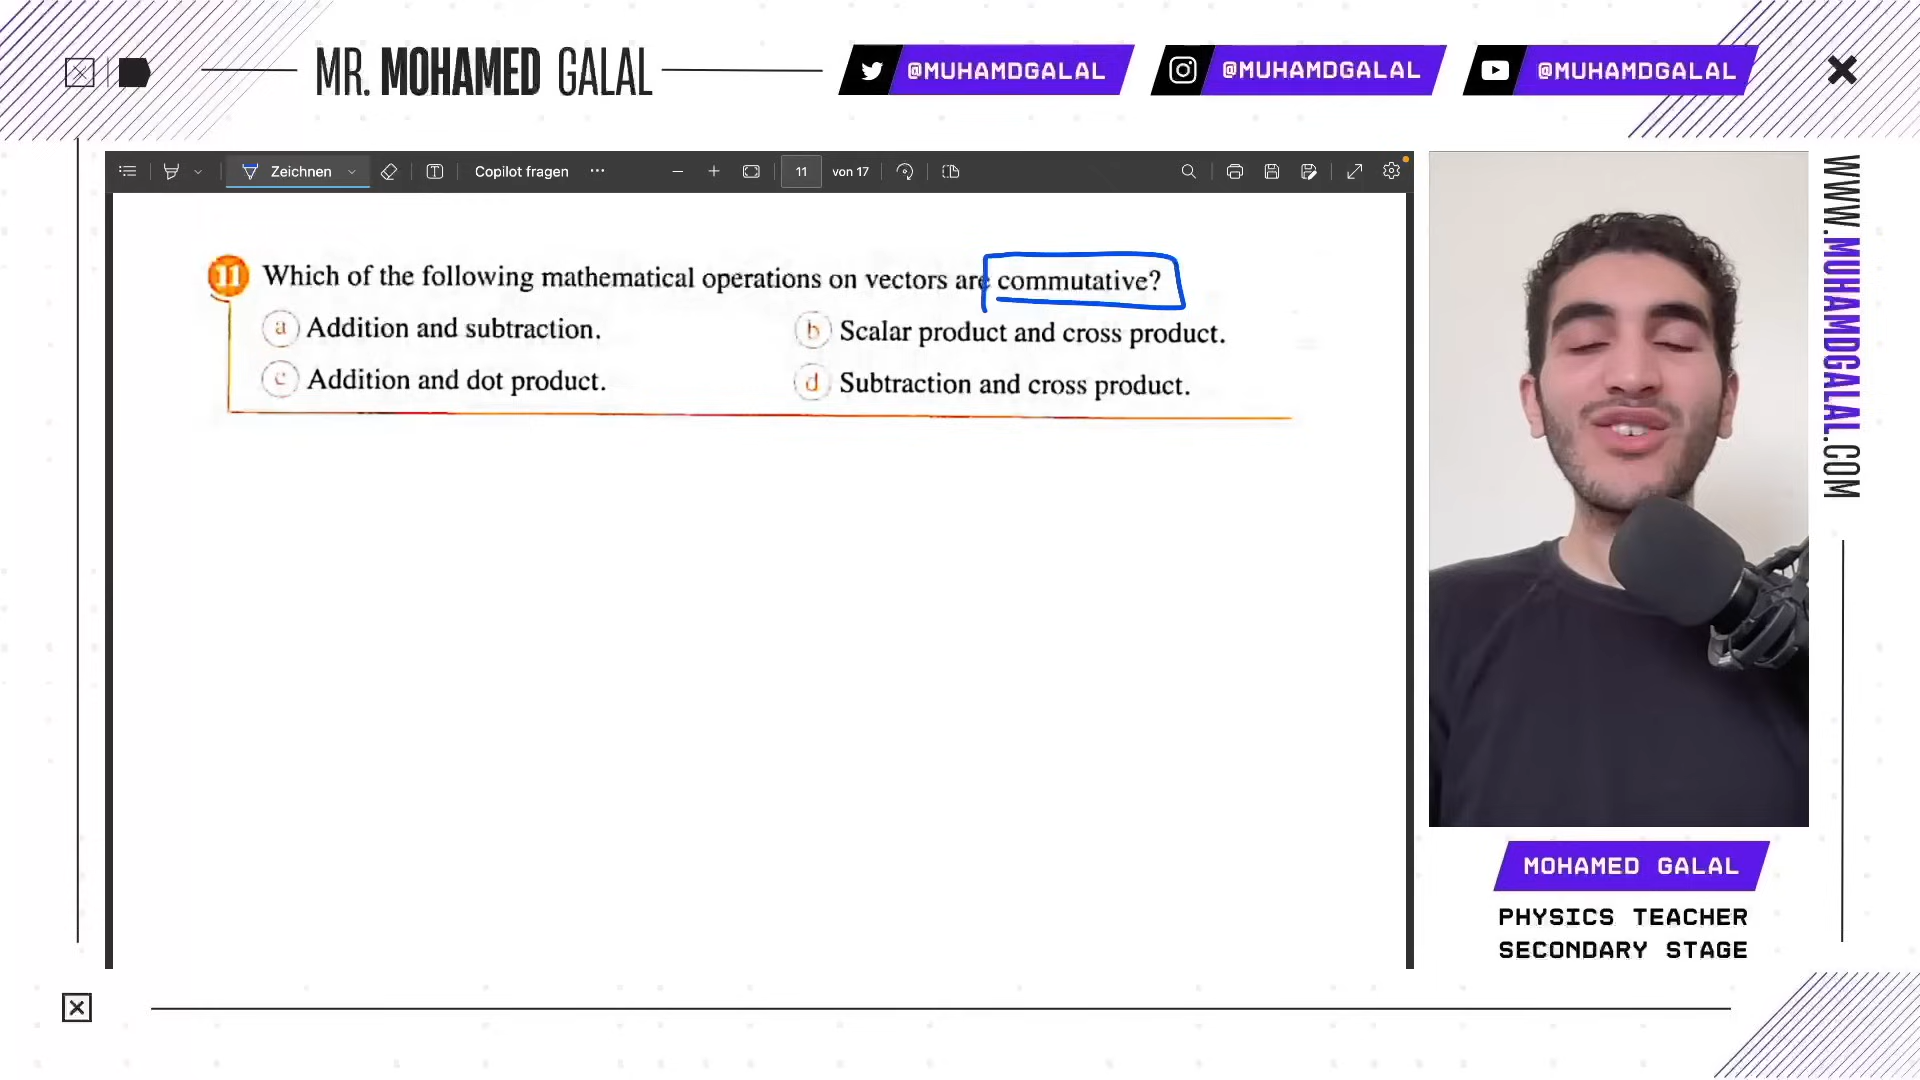 MR. MOHAMED GALAL
@MUHAMDGALAL
@MUHAMDGALAL
@MUHAMDGALAL
Zeichnen
Copilot fragen
11 von 17
11 Which of the following mathematical operations on vectors are commutative?
a Addition and subtraction.
b Scalar product and cross product.
c Addition and dot product.
d Subtraction and cross product.
WWW.MUHAMDGALAL.COM
MOHAMED GALAL
PHYSICS TEACHER
SECONDARY STAGE